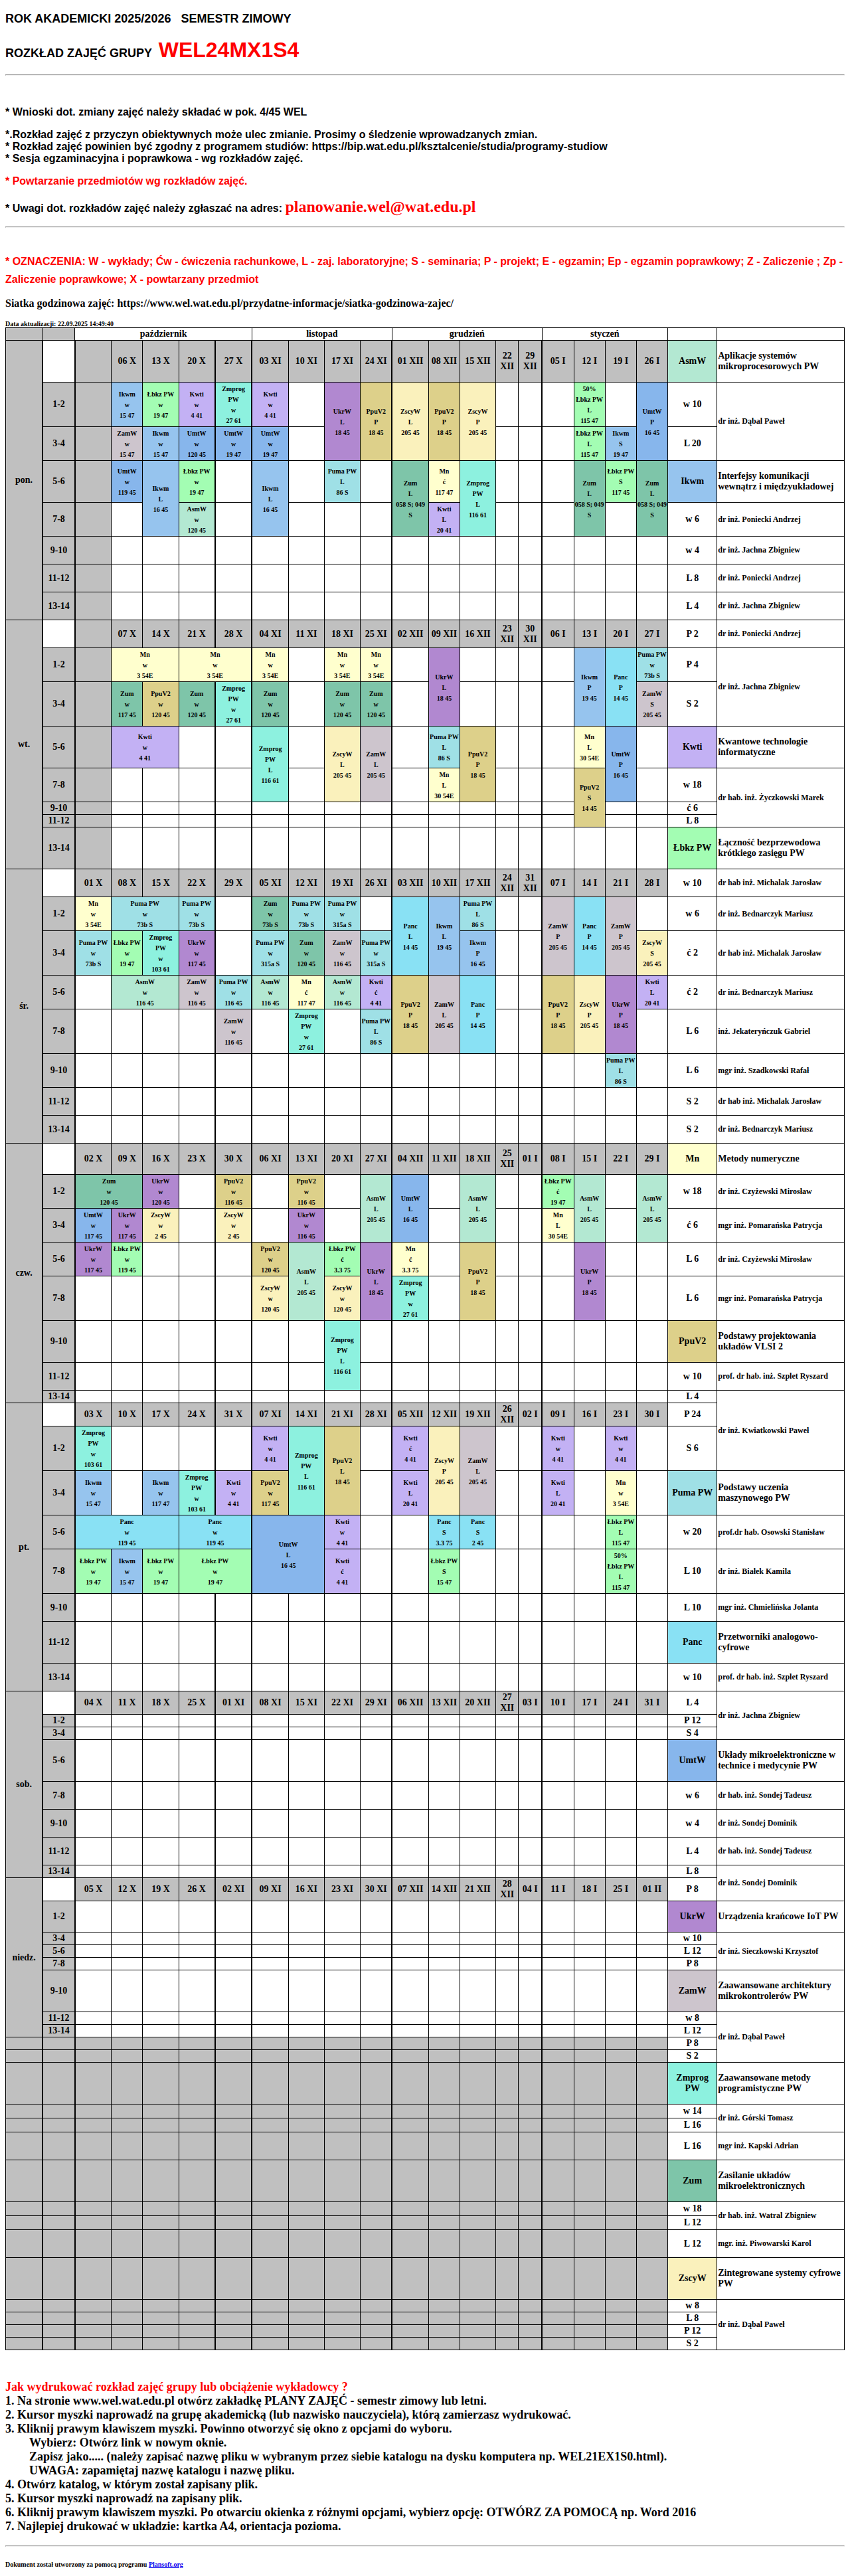 ROK AKADEMICKI 2025/2026 SEMESTR ZIMOWY
ROZKŁAD ZAJĘĆ GRUPY WEL24MX1S4
* Wnioski dot. zmiany zajęć należy składać w pok. 4/45 WEL
*.Rozkład zajęć z przyczyn obiektywnych może ulec zmianie. Prosimy o śledzenie wprowadzanych zmian.
* Rozkład zajęć powinien być zgodny z programem studiów: https://bip.wat.edu.pl/ksztalcenie/studia/programy-studiow
* Sesja egzaminacyjna i poprawkowa - wg rozkładów zajęć.
* Powtarzanie przedmiotów wg rozkładów zajęć.
* Uwagi dot. rozkładów zajęć należy zgłaszać na adres: planowanie.wel@wat.edu.pl
* OZNACZENIA: W - wykłady; Ćw - ćwiczenia rachunkowe, L - zaj. laboratoryjne; S - seminaria; P - projekt; E - egzamin; Ep - egzamin poprawkowy; Z - Zaliczenie ; Zp -
Zaliczenie poprawkowe; X - powtarzany przedmiot
Siatka godzinowa zajęć: https://www.wel.wat.edu.pl/przydatne-informacje/siatka-godzinowa-zajec/
Data aktualizacji: 22.09.2025 14:49:40
październik listopad grudzień styczeń
pon. 06 X 13 X 20 X 27 X 03 XI 10 XI 17 XI 24 XI 01 XII 08 XII 15 XII 22 XII 29 XII 05 I 12 I 19 I 26 I AsmW Aplikacje systemów mikroprocesorowych PW
1-2 Ikwm w 15 47 Łbkz PW w 19 47 Kwti w 4 41 Zmprog PW w 27 61 Kwti w 4 41 UkrW L 18 45 PpuV2 P 18 45 ZscyW L 205 45 PpuV2 P 18 45 ZscyW P 205 45 50% Łbkz PW L 115 47 UmtW P 16 45 w 10 dr inż. Dąbal Paweł
3-4 ZamW w 15 47 Ikwm w 15 47 UmtW w 120 45 UmtW w 19 47 UmtW w 19 47 Łbkz PW L 115 47 Ikwm S 19 47 L 20
5-6 UmtW w 119 45 Ikwm L 16 45 Łbkz PW w 19 47 Ikwm L 16 45 Puma PW L 86 S Zum L 058 S; 049 S Mn ć 117 47 Zmprog PW L 116 61 Zum L 058 S; 049 S Łbkz PW S 117 45 Zum L 058 S; 049 S Ikwm Interfejsy komunikacji wewnątrz i międzyukładowej
7-8 AsmW w 120 45 Kwti L 20 41 w 6 dr inż. Poniecki Andrzej
9-10 w 4 dr inż. Jachna Zbigniew
11-12 L 8 dr inż. Poniecki Andrzej
13-14 L 4 dr inż. Jachna Zbigniew
wt. 07 X 14 X 21 X 28 X 04 XI 11 XI 18 XI 25 XI 02 XII 09 XII 16 XII 23 XII 30 XII 06 I 13 I 20 I 27 I P 2 dr inż. Poniecki Andrzej
1-2 Mn w 3 54E Mn w 3 54E Mn w 3 54E Mn w 3 54E Mn w 3 54E UkrW L 18 45 Ikwm P 19 45 Panc P 14 45 Puma PW w 73b S P 4 dr inż. Jachna Zbigniew
3-4 Zum w 117 45 PpuV2 w 120 45 Zum w 120 45 Zmprog PW w 27 61 Zum w 120 45 Zum w 120 45 Zum w 120 45 ZamW S 205 45 S 2
5-6 Kwti w 4 41 Zmprog PW L 116 61 ZscyW L 205 45 ZamW L 205 45 Puma PW L 86 S PpuV2 P 18 45 Mn L 30 54E UmtW P 16 45 Kwti Kwantowe technologie informatyczne
7-8 Mn L 30 54E PpuV2 S 14 45 w 18 dr hab. inż. Życzkowski Marek
9-10 ć 6
11-12 L 8
13-14 Łbkz PW Łączność bezprzewodowa krótkiego zasięgu PW
śr. 01 X 08 X 15 X 22 X 29 X 05 XI 12 XI 19 XI 26 XI 03 XII 10 XII 17 XII 24 XII 31 XII 07 I 14 I 21 I 28 I w 10 dr hab inż. Michalak Jarosław
1-2 Mn w 3 54E Puma PW w 73b S Puma PW w 73b S Zum w 73b S Puma PW w 73b S Puma PW w 315a S Panc L 14 45 Ikwm L 19 45 Puma PW L 86 S ZamW P 205 45 Panc P 14 45 ZamW P 205 45 w 6 dr inż. Bednarczyk Mariusz
3-4 Puma PW w 73b S Łbkz PW w 19 47 Zmprog PW w 103 61 UkrW w 117 45 Puma PW w 315a S Zum w 120 45 ZamW w 116 45 Puma PW w 315a S Ikwm P 16 45 ZscyW S 205 45 ć 2 dr hab inż. Michalak Jarosław
5-6 AsmW w 116 45 ZamW w 116 45 Puma PW w 116 45 AsmW w 116 45 Mn ć 117 47 AsmW w 116 45 Kwti ć 4 41 PpuV2 P 18 45 ZamW L 205 45 Panc P 14 45 PpuV2 P 18 45 ZscyW P 205 45 UkrW P 18 45 Kwti L 20 41 ć 2 dr inż. Bednarczyk Mariusz
7-8 ZamW w 116 45 Zmprog PW w 27 61 Puma PW L 86 S L 6 inż. Jekateryńczuk Gabriel
9-10 Puma PW L 86 S L 6 mgr inż. Szadkowski Rafał
11-12 S 2 dr hab inż. Michalak Jarosław
13-14 S 2 dr inż. Bednarczyk Mariusz
czw. 02 X 09 X 16 X 23 X 30 X 06 XI 13 XI 20 XI 27 XI 04 XII 11 XII 18 XII 25 XII 01 I 08 I 15 I 22 I 29 I Mn Metody numeryczne
1-2 Zum w 120 45 UkrW w 120 45 PpuV2 w 116 45 PpuV2 w 116 45 AsmW L 205 45 UmtW L 16 45 AsmW L 205 45 Łbkz PW ć 19 47 AsmW L 205 45 AsmW L 205 45 w 18 dr inż. Czyżewski Mirosław
3-4 UmtW w 117 45 UkrW w 117 45 ZscyW w 2 45 ZscyW w 2 45 UkrW w 116 45 Mn L 30 54E ć 6 mgr inż. Pomarańska Patrycja
5-6 UkrW w 117 45 Łbkz PW w 119 45 PpuV2 w 120 45 AsmW L 205 45 Łbkz PW ć 3.3 75 UkrW L 18 45 Mn ć 3.3 75 PpuV2 P 18 45 UkrW P 18 45 L 6 dr inż. Czyżewski Mirosław
7-8 ZscyW w 120 45 ZscyW w 120 45 Zmprog PW w 27 61 L 6 mgr inż. Pomarańska Patrycja
9-10 Zmprog PW L 116 61 PpuV2 Podstawy projektowania układów VLSI 2
11-12 w 10 prof. dr hab. inż. Szplet Ryszard
13-14 L 4 dr inż. Kwiatkowski Paweł
pt. 03 X 10 X 17 X 24 X 31 X 07 XI 14 XI 21 XI 28 XI 05 XII 12 XII 19 XII 26 XII 02 I 09 I 16 I 23 I 30 I P 24
1-2 Zmprog PW w 103 61 Kwti w 4 41 Zmprog PW L 116 61 PpuV2 L 18 45 Kwti ć 4 41 ZscyW P 205 45 ZamW L 205 45 Kwti w 4 41 Kwti w 4 41 S 6
3-4 Ikwm w 15 47 Ikwm w 117 47 Zmprog PW w 103 61 Kwti w 4 41 PpuV2 w 117 45 Kwti L 20 41 Kwti L 20 41 Mn w 3 54E Puma PW Podstawy uczenia maszynowego PW
5-6 Panc w 119 45 Panc w 119 45 UmtW L 16 45 Kwti w 4 41 Panc S 3.3 75 Panc S 2 45 Łbkz PW L 115 47 w 20 prof.dr hab. Osowski Stanisław
7-8 Łbkz PW w 19 47 Ikwm w 15 47 Łbkz PW w 19 47 Łbkz PW w 19 47 Kwti ć 4 41 Łbkz PW S 15 47 50% Łbkz PW L 115 47 L 10 dr inż. Białek Kamila
9-10 L 10 mgr inż. Chmielińska Jolanta
11-12 Panc Przetworniki analogowo-cyfrowe
13-14 w 10 prof. dr hab. inż. Szplet Ryszard
sob. 04 X 11 X 18 X 25 X 01 XI 08 XI 15 XI 22 XI 29 XI 06 XII 13 XII 20 XII 27 XII 03 I 10 I 17 I 24 I 31 I L 4 dr inż. Jachna Zbigniew
1-2 P 12
3-4 S 4
5-6 UmtW Układy mikroelektroniczne w technice i medycynie PW
7-8 w 6 dr hab. inż. Sondej Tadeusz
9-10 w 4 dr inż. Sondej Dominik
11-12 L 4 dr hab. inż. Sondej Tadeusz
13-14 L 8 dr inż. Sondej Dominik
niedz. 05 X 12 X 19 X 26 X 02 XI 09 XI 16 XI 23 XI 30 XI 07 XII 14 XII 21 XII 28 XII 04 I 11 I 18 I 25 I 01 II P 8
1-2 UkrW Urządzenia krańcowe IoT PW
3-4 w 10 dr inż. Sieczkowski Krzysztof
5-6 L 12
7-8 P 8
9-10 ZamW Zaawansowane architektury mikrokontrolerów PW
11-12 w 8 dr inż. Dąbal Paweł
13-14 L 12
P 8
S 2
Zmprog PW Zaawansowane metody programistyczne PW
w 14 dr inż. Górski Tomasz
L 16
L 16 mgr inż. Kapski Adrian
Zum Zasilanie układów mikroelektronicznych
w 18 dr hab. inż. Watral Zbigniew
L 12
L 12 mgr. inż. Piwowarski Karol
ZscyW Zintegrowane systemy cyfrowe PW
w 8 dr inż. Dąbal Paweł
L 8
P 12
S 2
Jak wydrukować rozkład zajęć grupy lub obciążenie wykładowcy ?
1. Na stronie www.wel.wat.edu.pl otwórz zakładkę PLANY ZAJĘĆ - semestr zimowy lub letni.
2. Kursor myszki naprowadź na grupę akademicką (lub nazwisko nauczyciela), którą zamierzasz wydrukować.
3. Kliknij prawym klawiszem myszki. Powinno otworzyć się okno z opcjami do wyboru.
Wybierz: Otwórz link w nowym oknie.
Zapisz jako..... (należy zapisać nazwę pliku w wybranym przez siebie katalogu na dysku komputera np. WEL21EX1S0.html).
UWAGA: zapamiętaj nazwę katalogu i nazwę pliku.
4. Otwórz katalog, w którym został zapisany plik.
5. Kursor myszki naprowadź na zapisany plik.
6. Kliknij prawym klawiszem myszki. Po otwarciu okienka z różnymi opcjami, wybierz opcję: OTWÓRZ ZA POMOCĄ np. Word 2016
7. Najlepiej drukować w układzie: kartka A4, orientacja pozioma.
Dokument został utworzony za pomocą programu Plansoft.org